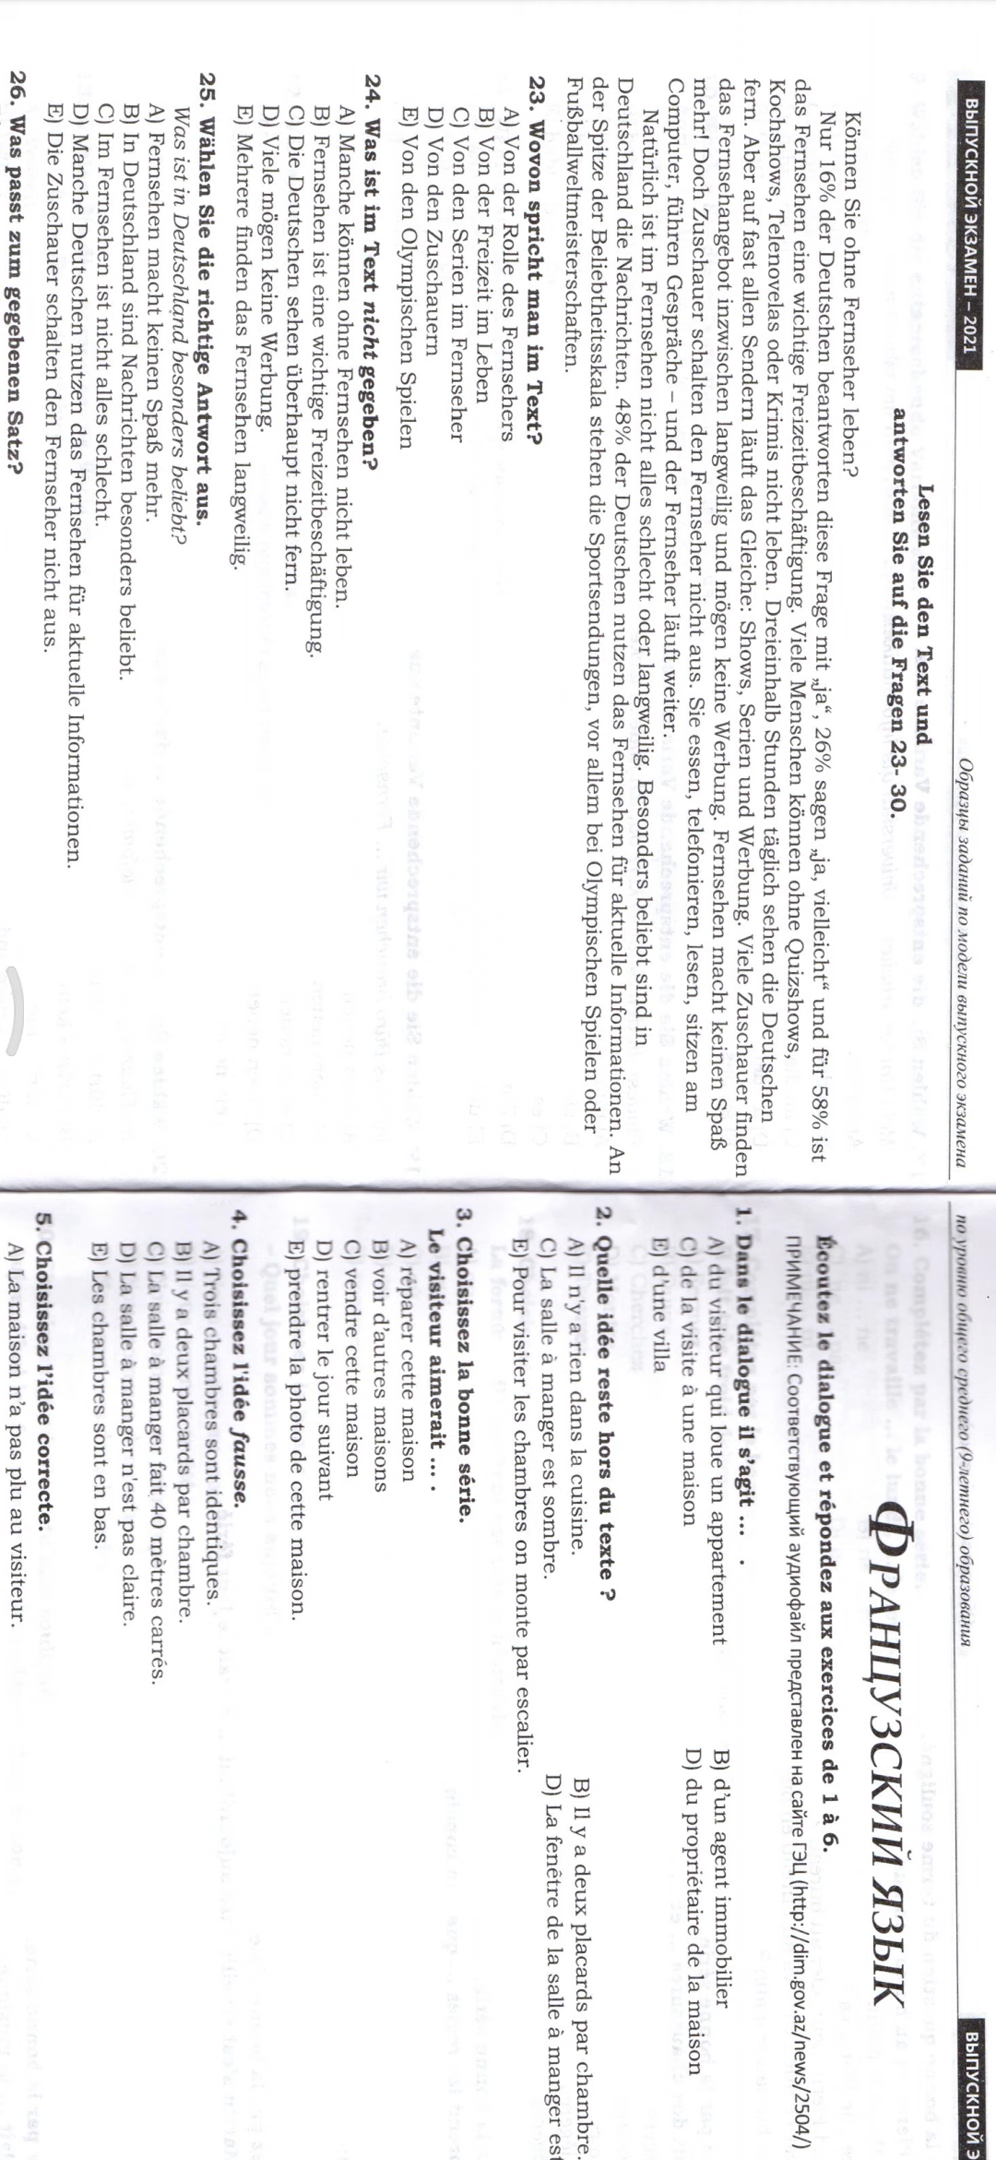 ВЫПУСКНОЙ ЭКЗАМЕН – 2021
Образцы заданий по модели выпускного экзамена
Lesen Sie den Text und
antworten Sie auf die Fragen 23- 30.
Können Sie ohne Fernseher leben?
Nur 16% der Deutschen beantworten diese Frage mit „ja“, 26% sagen „ja, vielleicht“ und für 58% ist
das Fernsehen eine wichtige Freizeitbeschäftigung. Viele Menschen können ohne Quizshows,
Kochshows, Telenovelas oder Krimis nicht leben. Dreieinhalb Stunden täglich sehen die Deutschen
fern. Aber auf fast allen Sendern läuft das Gleiche: Shows, Serien und Werbung. Viele Zuschauer finden
das Fernsehangebot inzwischen langweilig und mögen keine Werbung. Fernsehen macht keinen Spaß
mehr! Doch Zuschauer schalten den Fernseher nicht aus. Sie essen, telefonieren, lesen, sitzen am
Computer, führen Gespräche – und der Fernseher läuft weiter.
Natürlich ist im Fernsehen nicht alles schlecht oder langweilig. Besonders beliebt sind in
Deutschland die Nachrichten. 48% der Deutschen nutzen das Fernsehen für aktuelle Informationen. An
der Spitze der Beliebtheitsskala stehen die Sportsendungen, vor allem bei Olympischen Spielen oder
Fußballweltmeisterschaften.
23. Wovon spricht man im Text?
A) Von der Rolle des Fernsehers
B) Von der Freizeit im Leben
C) Von den Serien im Fernseher
D) Von den Zuschauern
E) Von den Olympischen Spielen
24. Was ist im Text nicht gegeben?
A) Manche können ohne Fernsehen nicht leben.
B) Fernsehen ist eine wichtige Freizeitbeschäftigung.
C) Die Deutschen sehen überhaupt nicht fern.
D) Viele mögen keine Werbung.
E) Mehrere finden das Fernsehen langweilig.
25. Wählen Sie die richtige Antwort aus.
Was ist in Deutschland besonders beliebt?
A) Fernsehen macht keinen Spaß mehr.
B) In Deutschland sind Nachrichten besonders beliebt.
C) Im Fernsehen ist nicht alles schlecht.
D) Manche Deutschen nutzen das Fernsehen für aktuelle Informationen.
E) Die Zuschauer schalten den Fernseher nicht aus.
26. Was passt zum gegebenen Satz?
по уровню общего среднего (9-летнего) образования
ВЫПУСКНОЙ Э
ФРАНЦУЗСКИЙ ЯЗЫК
Écoutez le dialogue et répondez aux exercices de 1 à 6.
ПРИМЕЧАНИЕ: Соответствующий аудиофайл представлен на сайте ГЭЦ (http://dim.gov.az/news/2504/)
1. Dans le dialogue il s’agit ... .
A) du visiteur qui loue un appartement B) d’un agent immobilier
C) de la visite à une maison D) du propriétaire de la maison
E) d’une villa
2. Quelle idée reste hors du texte ?
A) Il n’y a rien dans la cuisine. B) Il y a deux placards par chambre.
C) La salle à manger est sombre. D) La fenêtre de la salle à manger est
E) Pour visiter les chambres on monte par escalier.
3. Choisissez la bonne série.
Le visiteur aimerait ... .
A) réparer cette maison
B) voir d’autres maisons
C) vendre cette maison
D) rentrer le jour suivant
E) prendre la photo de cette maison.
4. Choisissez l’idée fausse.
A) Trois chambres sont identiques.
B) Il y a deux placards par chambre.
C) La salle à manger fait 40 mètres carrés.
D) La salle à manger n’est pas claire.
E) Les chambres sont en bas.
5. Choisissez l’idée correcte.
A) La maison n’a pas plu au visiteur.